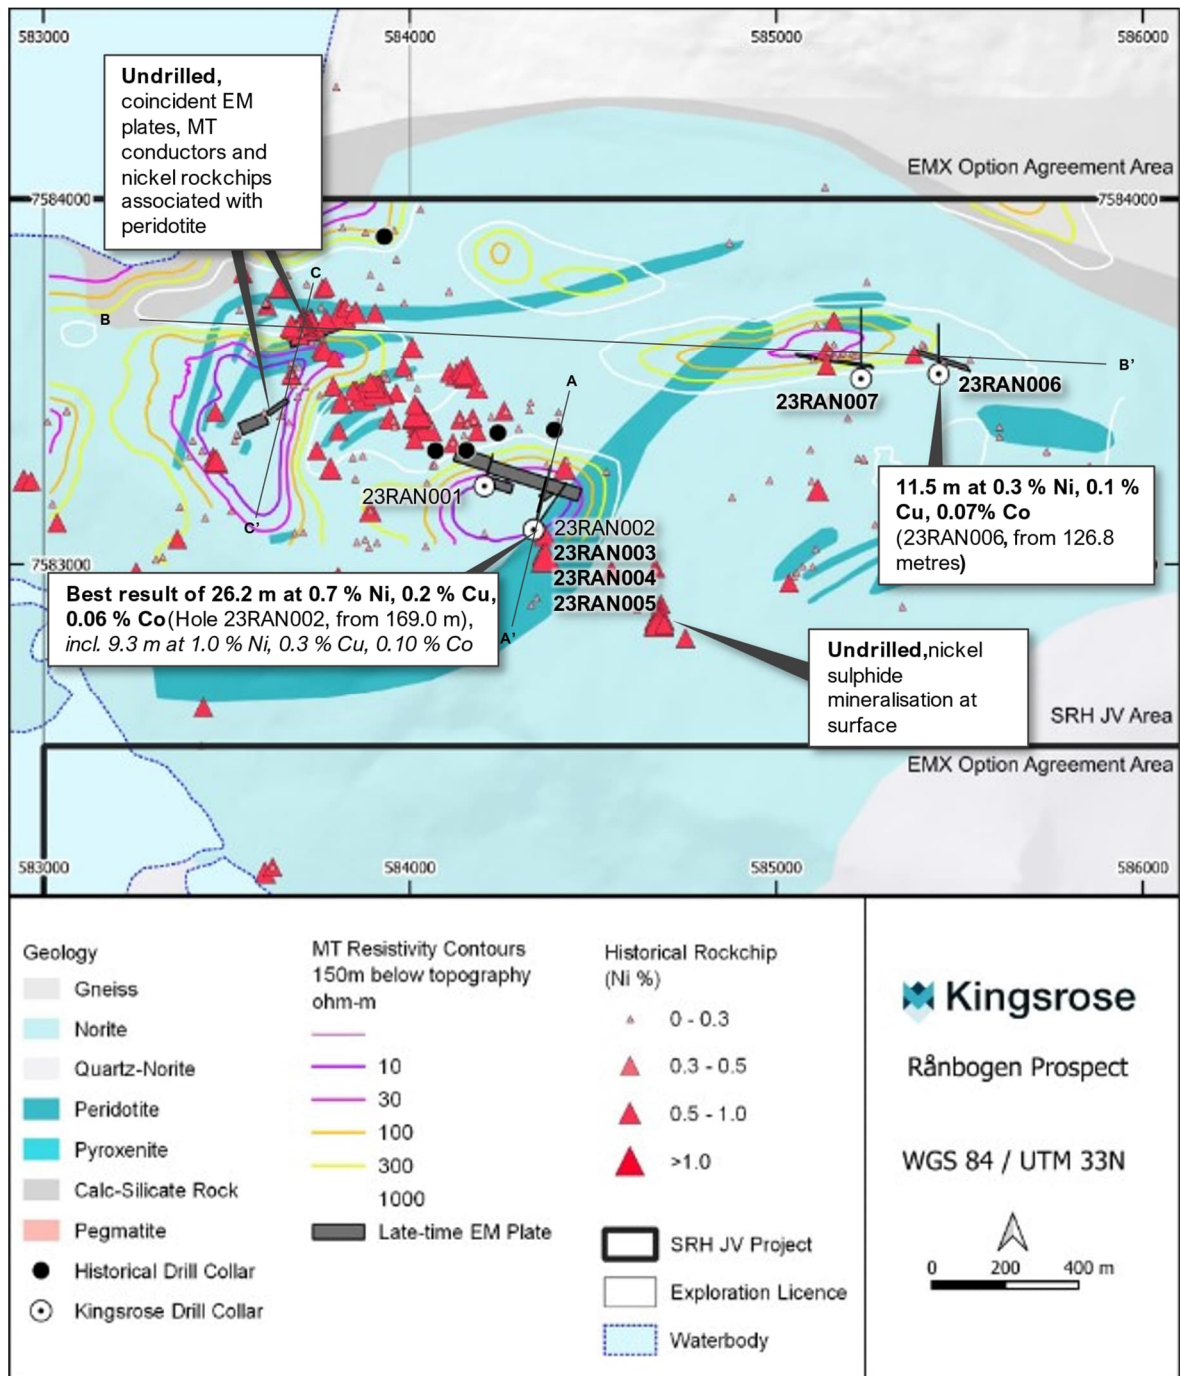 583000
584000
585000
586000
Undrilled,
coincident EM
plates, MT
conductors and
nickel rockchips
associated with
peridotite
EMX Option Agreement Area
7584000
7584000
C
B
B'
A
23RAN006
23RAN007
23RAN001
11.5 m at 0.3 % Ni, 0.1 %
Cu, 0.07% Co
(23RAN006, from 126.8
metres)
C'
23RAN002
23RAN003
23RAN004
23RAN005
7583000
Best result of 26.2 m at 0.7 % Ni, 0.2 % Cu,
0.06 % Co (Hole 23RAN002, from 169.0 m),
incl. 9.3 m at 1.0 % Ni, 0.3 % Cu, 0.10 % Co
A'
Undrilled,nickel
sulphide
mineralisation at
surface
SRH JV Area
EMX Option Agreement Area
583000
584000
585000
586000
Geology
Gneiss
Norite
Quartz-Norite
Peridotite
Pyroxenite
Calc-Silicate Rock
Pegmatite
Historical Drill Collar
Kingsrose Drill Collar
MT Resistivity Contours
150m below topography
ohm-m
10
30
100
300
1000
Late-time EM Plate
Historical Rockchip
(Ni %)
0 - 0.3
0.3 - 0.5
0.5 - 1.0
>1.0
SRH JV Project
Exploration Licence
Waterbody
Kingsrose
Rånbogen Prospect
WGS 84 / UTM 33N
0 200 400 m